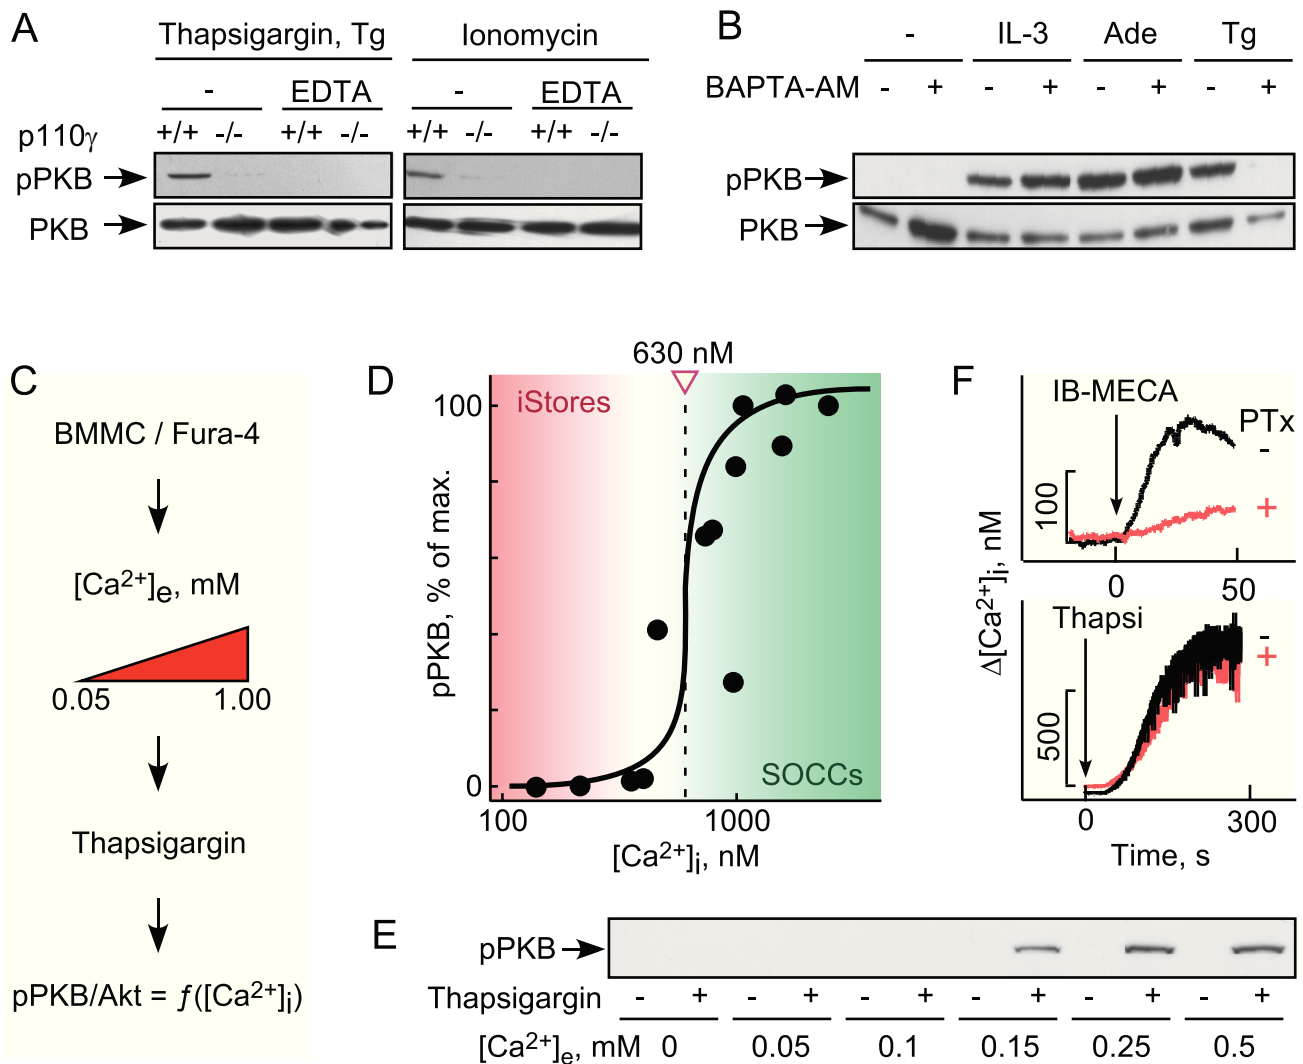 A
Thapsigargin, Tg
Ionomycin
- EDTA - EDTA
p110γ +/+ -/- +/+ -/- +/+ -/- +/+ -/-
pPKB
PKB
B
- IL-3 Ade Tg
BAPTA-AM - + - + - + - +
pPKB
PKB
C
BMMC / Fura-4
[Ca2+]e, mM
0.05 1.00
Thapsigargin
pPKB/Akt = ƒ([Ca2+]i)
D
630 nM
iStores
SOCCs
pPKB, % of max.
100
0
100 1000
[Ca2+]i, nM
F
IB-MECA
PTx
-
+
100
0 50
Δ[Ca2+]i, nM
Thapsi
-
+
500
0 300
Time, s
E
pPKB
Thapsigargin - + - + - + - + - + - +
[Ca2+]e, mM 0 0.05 0.1 0.15 0.25 0.5